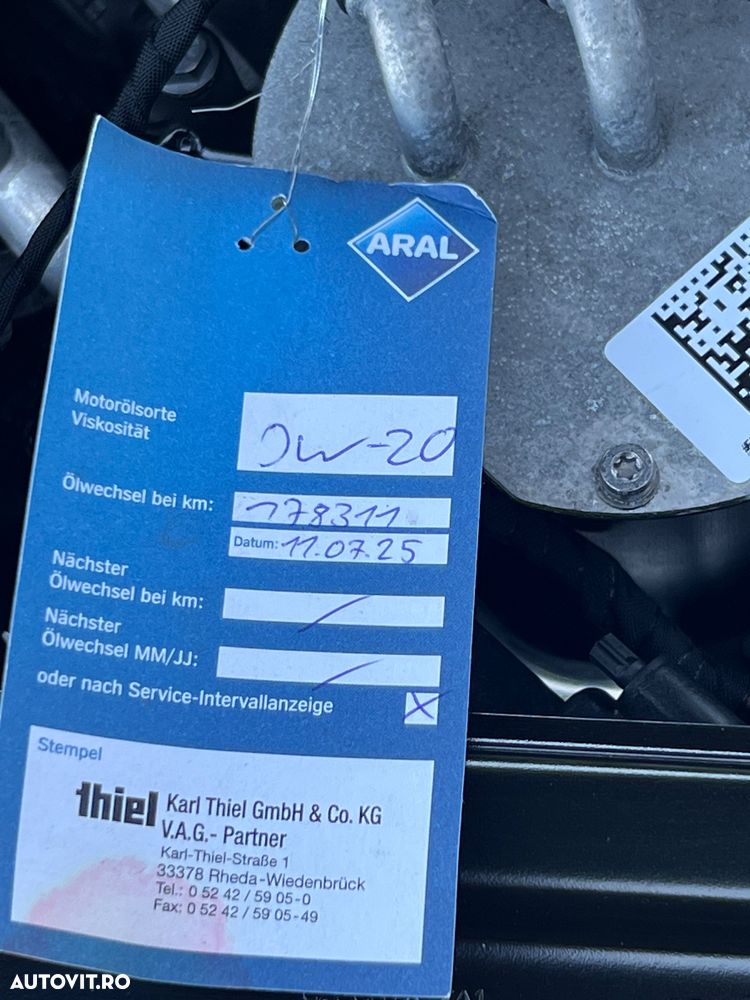 ARAL
Motorölsorte
Viskosität
0W-20
Ölwechsel bei km: 178311
Datum: 11.07.25
Nächster
Ölwechsel bei km: /
Nächster
Ölwechsel MM/JJ: /
oder nach Service-Intervallanzeige X
Stempel
thiel Karl Thiel GmbH & Co. KG
V.A.G.- Partner
Karl-Thiel-Straße 1
33378 Rheda-Wiedenbrück
Tel.: 0 52 42 / 59 05-0
Fax: 0 52 42 / 59 05-49
AUTOVIT.RO